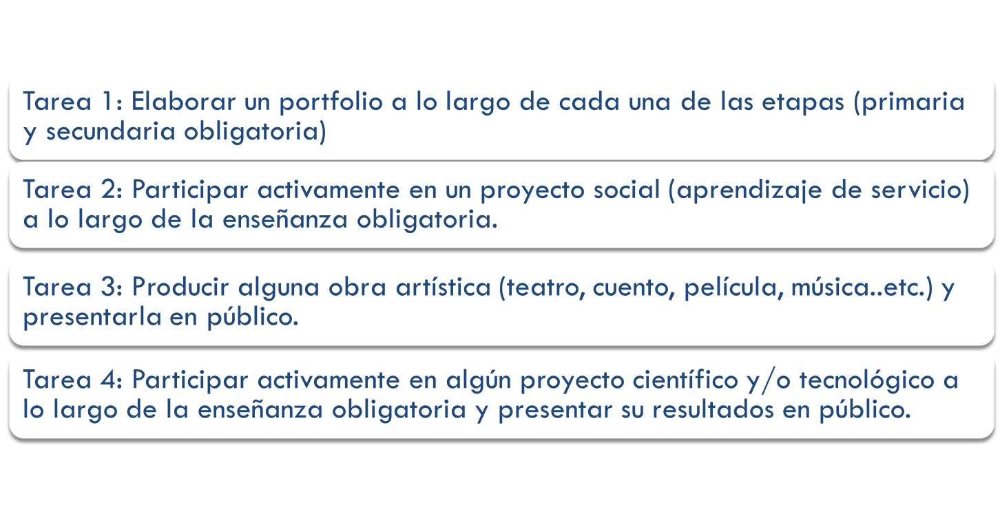 Tarea 1: Elaborar un portfolio a lo largo de cada una de las etapas (primaria
y secundaria obligatoria)
Tarea 2: Participar activamente en un proyecto social (aprendizaje de servicio)
a lo largo de la enseñanza obligatoria.
Tarea 3: Producir alguna obra artística (teatro, cuento, película, música..etc.) y
presentarla en público.
Tarea 4: Participar activamente en algún proyecto científico y/o tecnológico a
lo largo de la enseñanza obligatoria y presentar su resultados en público.